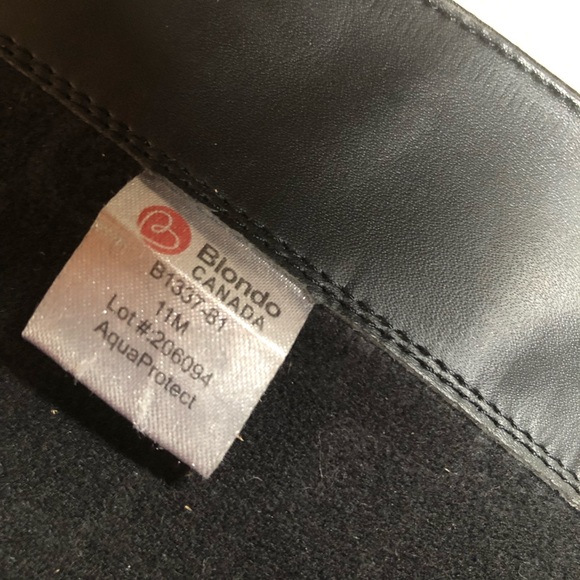 Blondo
CANADA
B1337-81
11M
Lot #:206094
AquaProtect